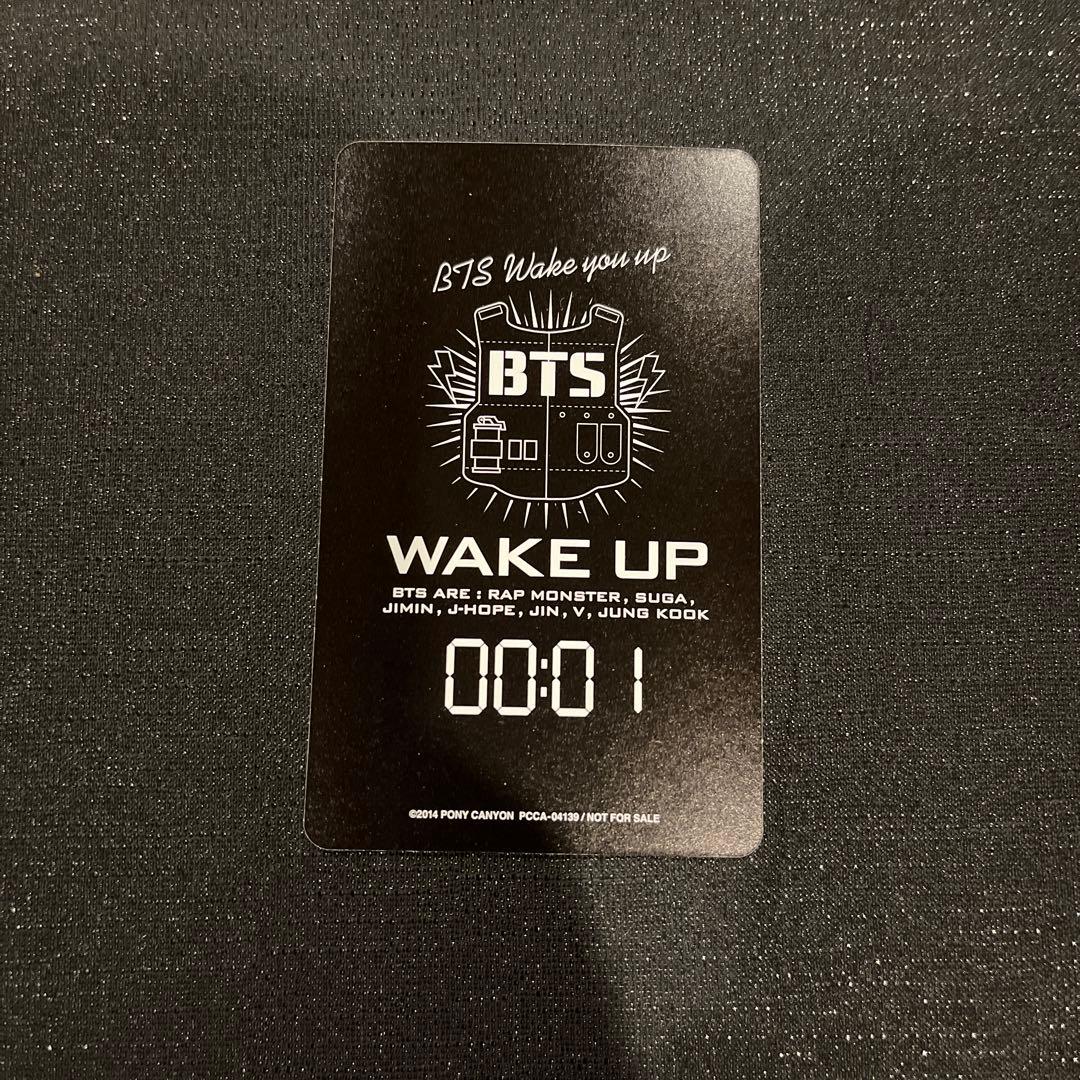 BTS Wake you up
BTS
WAKE UP
BTS ARE : RAP MONSTER, SUGA,
JIMIN, J-HOPE, JIN, V, JUNG KOOK
00:01
©2014 PONY CANYON PCCA-04139 / NOT FOR SALE